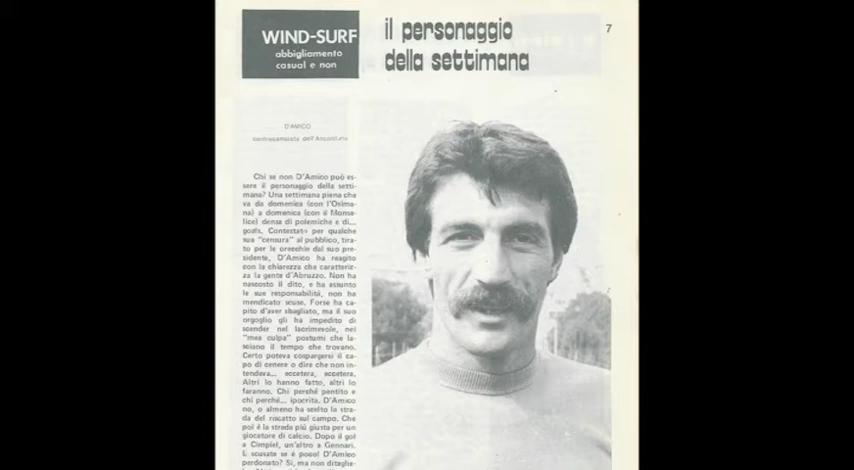 WIND-SURF
abbigliamento
casual e non
il personaggio
della settimana
7
D'AMICO
centrocampista dell'Anconitana
Chi se non D'Amico può es-
sere il personaggio della setti-
mana? Una settimana piena che
va da domenica (con l'Osima-
na) a domenica (con il Monse-
lice) densa di polemiche e di...
goals. Contestato per qualche
sua "censura" al pubblico, tira-
to per le orecchie dal suo pre-
sidente, D'Amico ha reagito
con la chiarezza che caratteriz-
za la gente d'Abruzzo. Non ha
nascosto il dito, e ha assunto
le sue responsabilità, non ha
mendicato scuse. Forse ha ca-
pito d'aver sbagliato, ma il suo
orgoglio gli ha impedito di
scender nel lacrimevole, nei
"mea culpa" postumi che la-
sciano il tempo che trovano.
Certo poteva cospargersi il ca-
po di cenere o dire che non in-
tendeva... eccetera, eccetera.
Altri lo hanno fatto, altri lo
faranno. Chi perché pentito e
chi perché... ipocrita. D'Amico
no, o almeno ha scelto la stra-
da del riscatto sul campo. Che
poi è la strada più giusta per un
giocatore di calcio. Dopo il gol
a Cimpiel, un'altro a Gennari.
E scusate se è poco! D'Amico
perdonato? Sì, ma non